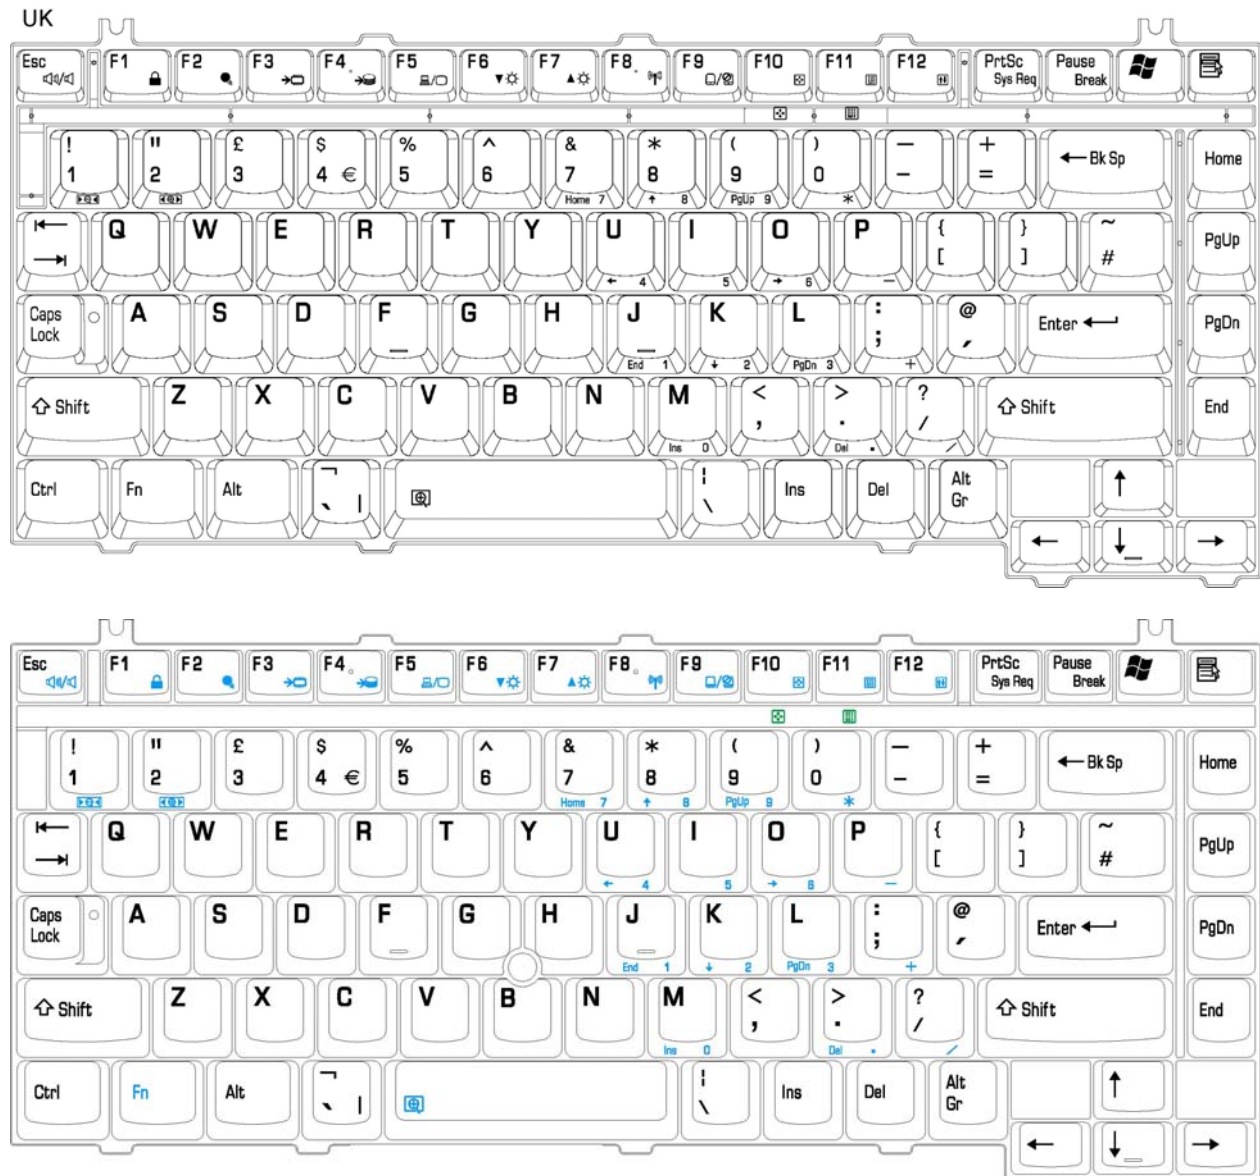 UK
Esc F1 F2 F3 F4 F5 F6 F7 F8 F9 F10 F11 F12 PrtSc Sys Req Pause Break
! 1 " 2 £ 3 $ 4 € % 5 ^ 6 & 7 Home 7 * 8 ↑ 8 ( 9 PgUp 9 ) 0 * — - + = ← Bk Sp Home
Q W E R T Y U ← 4 I 5 O → 6 P - { [ } ] ~ # PgUp
Caps Lock A S D F G H J End 1 K ↓ 2 L PgDn 3 : ; + @ ' Enter PgDn
Shift Z X C V B N M Ins 0 < , > . Del . ? / / Shift End
Ctrl Fn Alt ¬ ` | ¦ \ Ins Del Alt Gr ↑
← ↓ →
Esc F1 F2 F3 F4 F5 F6 F7 F8 F9 F10 F11 F12 PrtSc Sys Req Pause Break
! 1 " 2 £ 3 $ 4 € % 5 ^ 6 & 7 Home 7 * 8 ↑ 8 ( 9 PgUp 9 ) 0 * — - + = ← Bk Sp Home
Q W E R T Y U ← 4 I 5 O → 6 P - { [ } ] ~ # PgUp
Caps Lock A S D F G H J End 1 K ↓ 2 L PgDn 3 : ; + @ ' Enter PgDn
Shift Z X C V B N M Ins 0 < , > . Del . ? / / Shift End
Ctrl Fn Alt ¬ ` | ¦ \ Ins Del Alt Gr ↑
← ↓ →